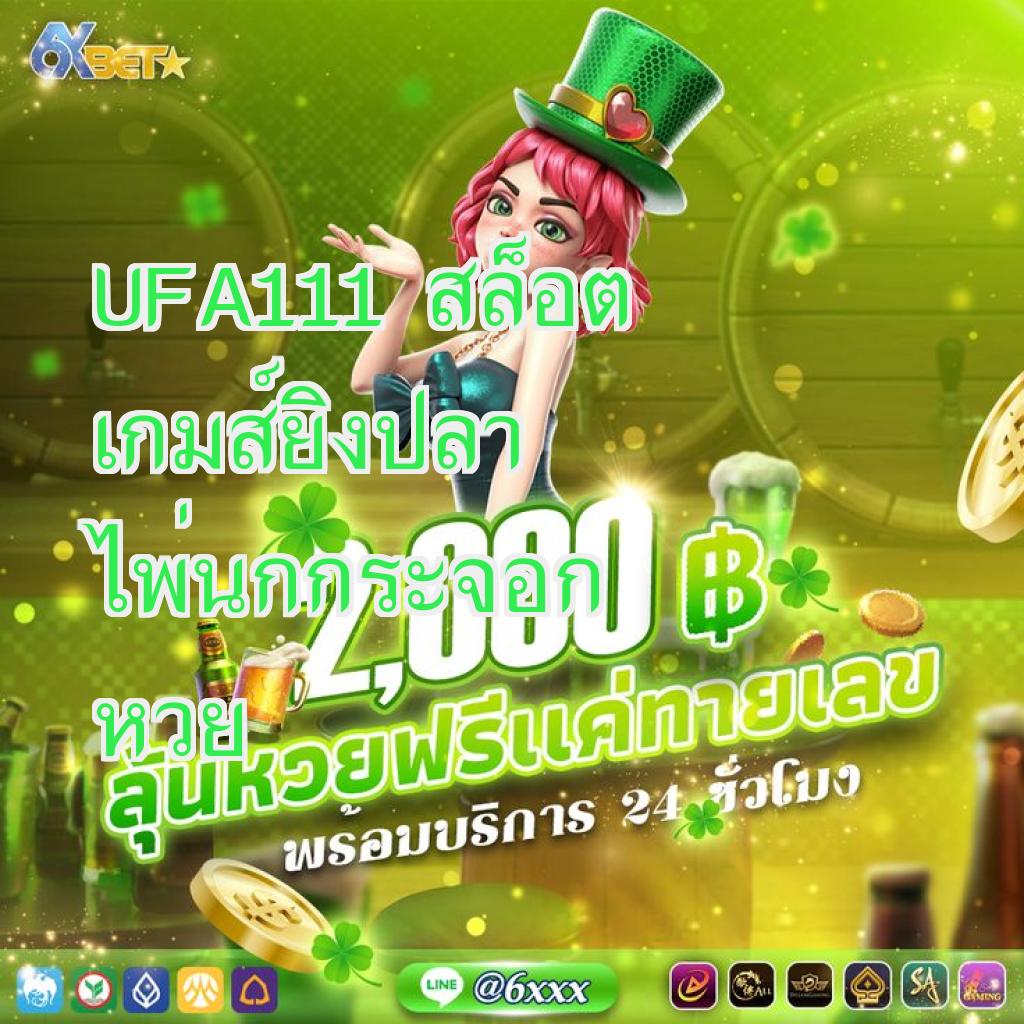 6XBET
UFA111 สล็อต
เกมส์ยิงปลา
ไพ่นกกระจอก
หวย
฿
ลุ้นหวยฟรีแค่ทายเลข
พร้อมบริการ 24 ชั่วโมง
LINE @6xxx
SA
GAMING